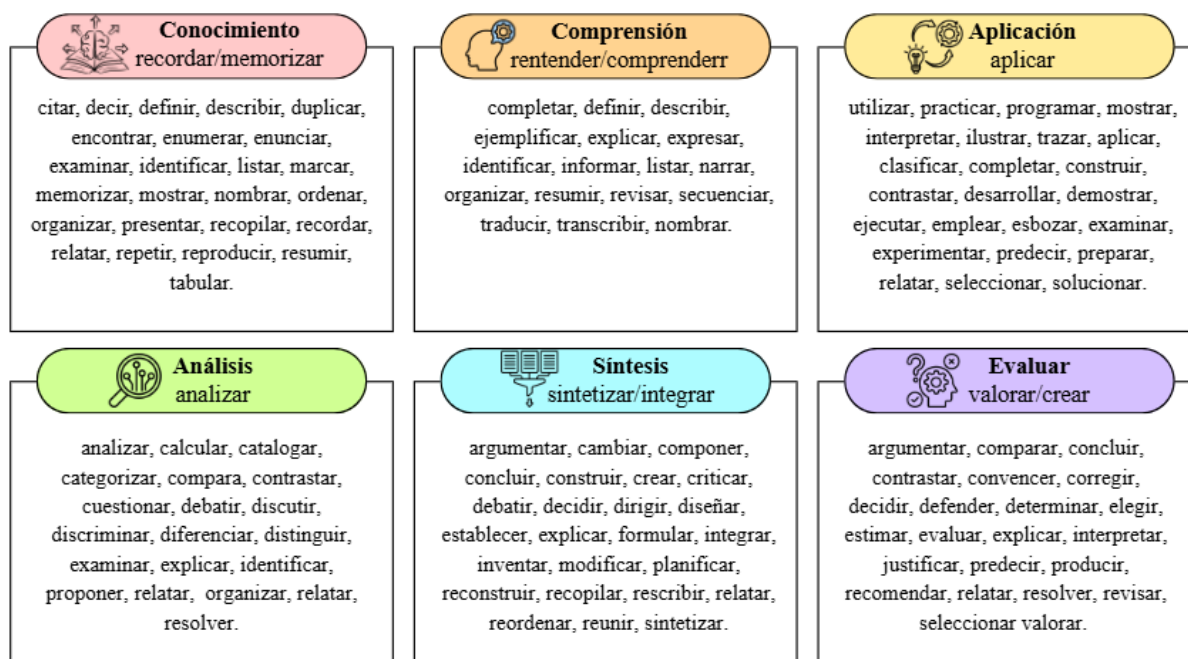 Conocimiento
recordar/memorizar
citar, decir, definir, describir, duplicar,
encontrar, enumerar, enunciar,
examinar, identificar, listar, marcar,
memorizar, mostrar, nombrar, ordenar,
organizar, presentar, recopilar, recordar,
relatar, repetir, reproducir, resumir,
tabular.
Comprensión
rentender/comprenderr
completar, definir, describir,
ejemplificar, explicar, expresar,
identificar, informar, listar, narrar,
organizar, resumir, revisar, secuenciar,
traducir, transcribir, nombrar.
Aplicación
aplicar
utilizar, practicar, programar, mostrar,
interpretar, ilustrar, trazar, aplicar,
clasificar, completar, construir,
contrastar, desarrollar, demostrar,
ejecutar, emplear, esbozar, examinar,
experimentar, predecir, preparar,
relatar, seleccionar, solucionar.
Análisis
analizar
analizar, calcular, catalogar,
categorizar, compara, contrastar,
cuestionar, debatir, discutir,
discriminar, diferenciar, distinguir,
examinar, explicar, identificar,
proponer, relatar, organizar, relatar,
resolver.
Síntesis
sintetizar/integrar
argumentar, cambiar, componer,
concluir, construir, crear, criticar,
debatir, decidir, dirigir, diseñar,
establecer, explicar, formular, integrar,
inventar, modificar, planificar,
reconstruir, recopilar, rescribir, relatar,
reordenar, reunir, sintetizar.
Evaluar
valorar/crear
argumentar, comparar, concluir,
contrastar, convencer, corregir,
decidir, defender, determinar, elegir,
estimar, evaluar, explicar, interpretar,
justificar, predecir, producir,
recomendar, relatar, resolver, revisar,
seleccionar valorar.